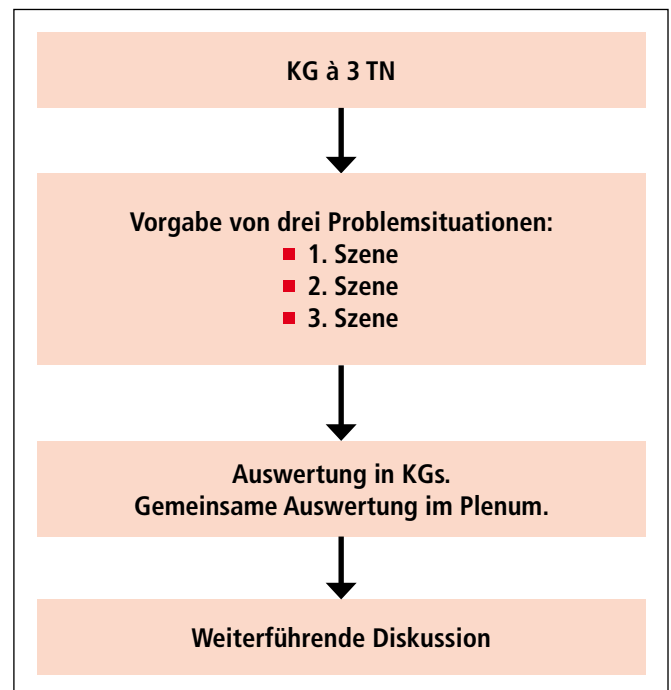 KG à 3 TN
Vorgabe von drei Problemsituationen:
■ 1. Szene
■ 2. Szene
■ 3. Szene
Auswertung in KGs.
Gemeinsame Auswertung im Plenum.
Weiterführende Diskussion